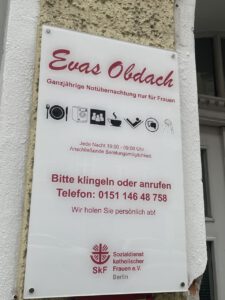 Evas Obdach
Ganzjährige Notübernachtung nur für Frauen
Jede Nacht 19:00 - 09:00 Uhr
Anschließende Beratungsmöglichkeit
Bitte klingeln oder anrufen
Telefon: 0151 146 48 758
Wir holen Sie persönlich ab!
SkF
Sozialdienst
katholischer
Frauen e.V.
Berlin